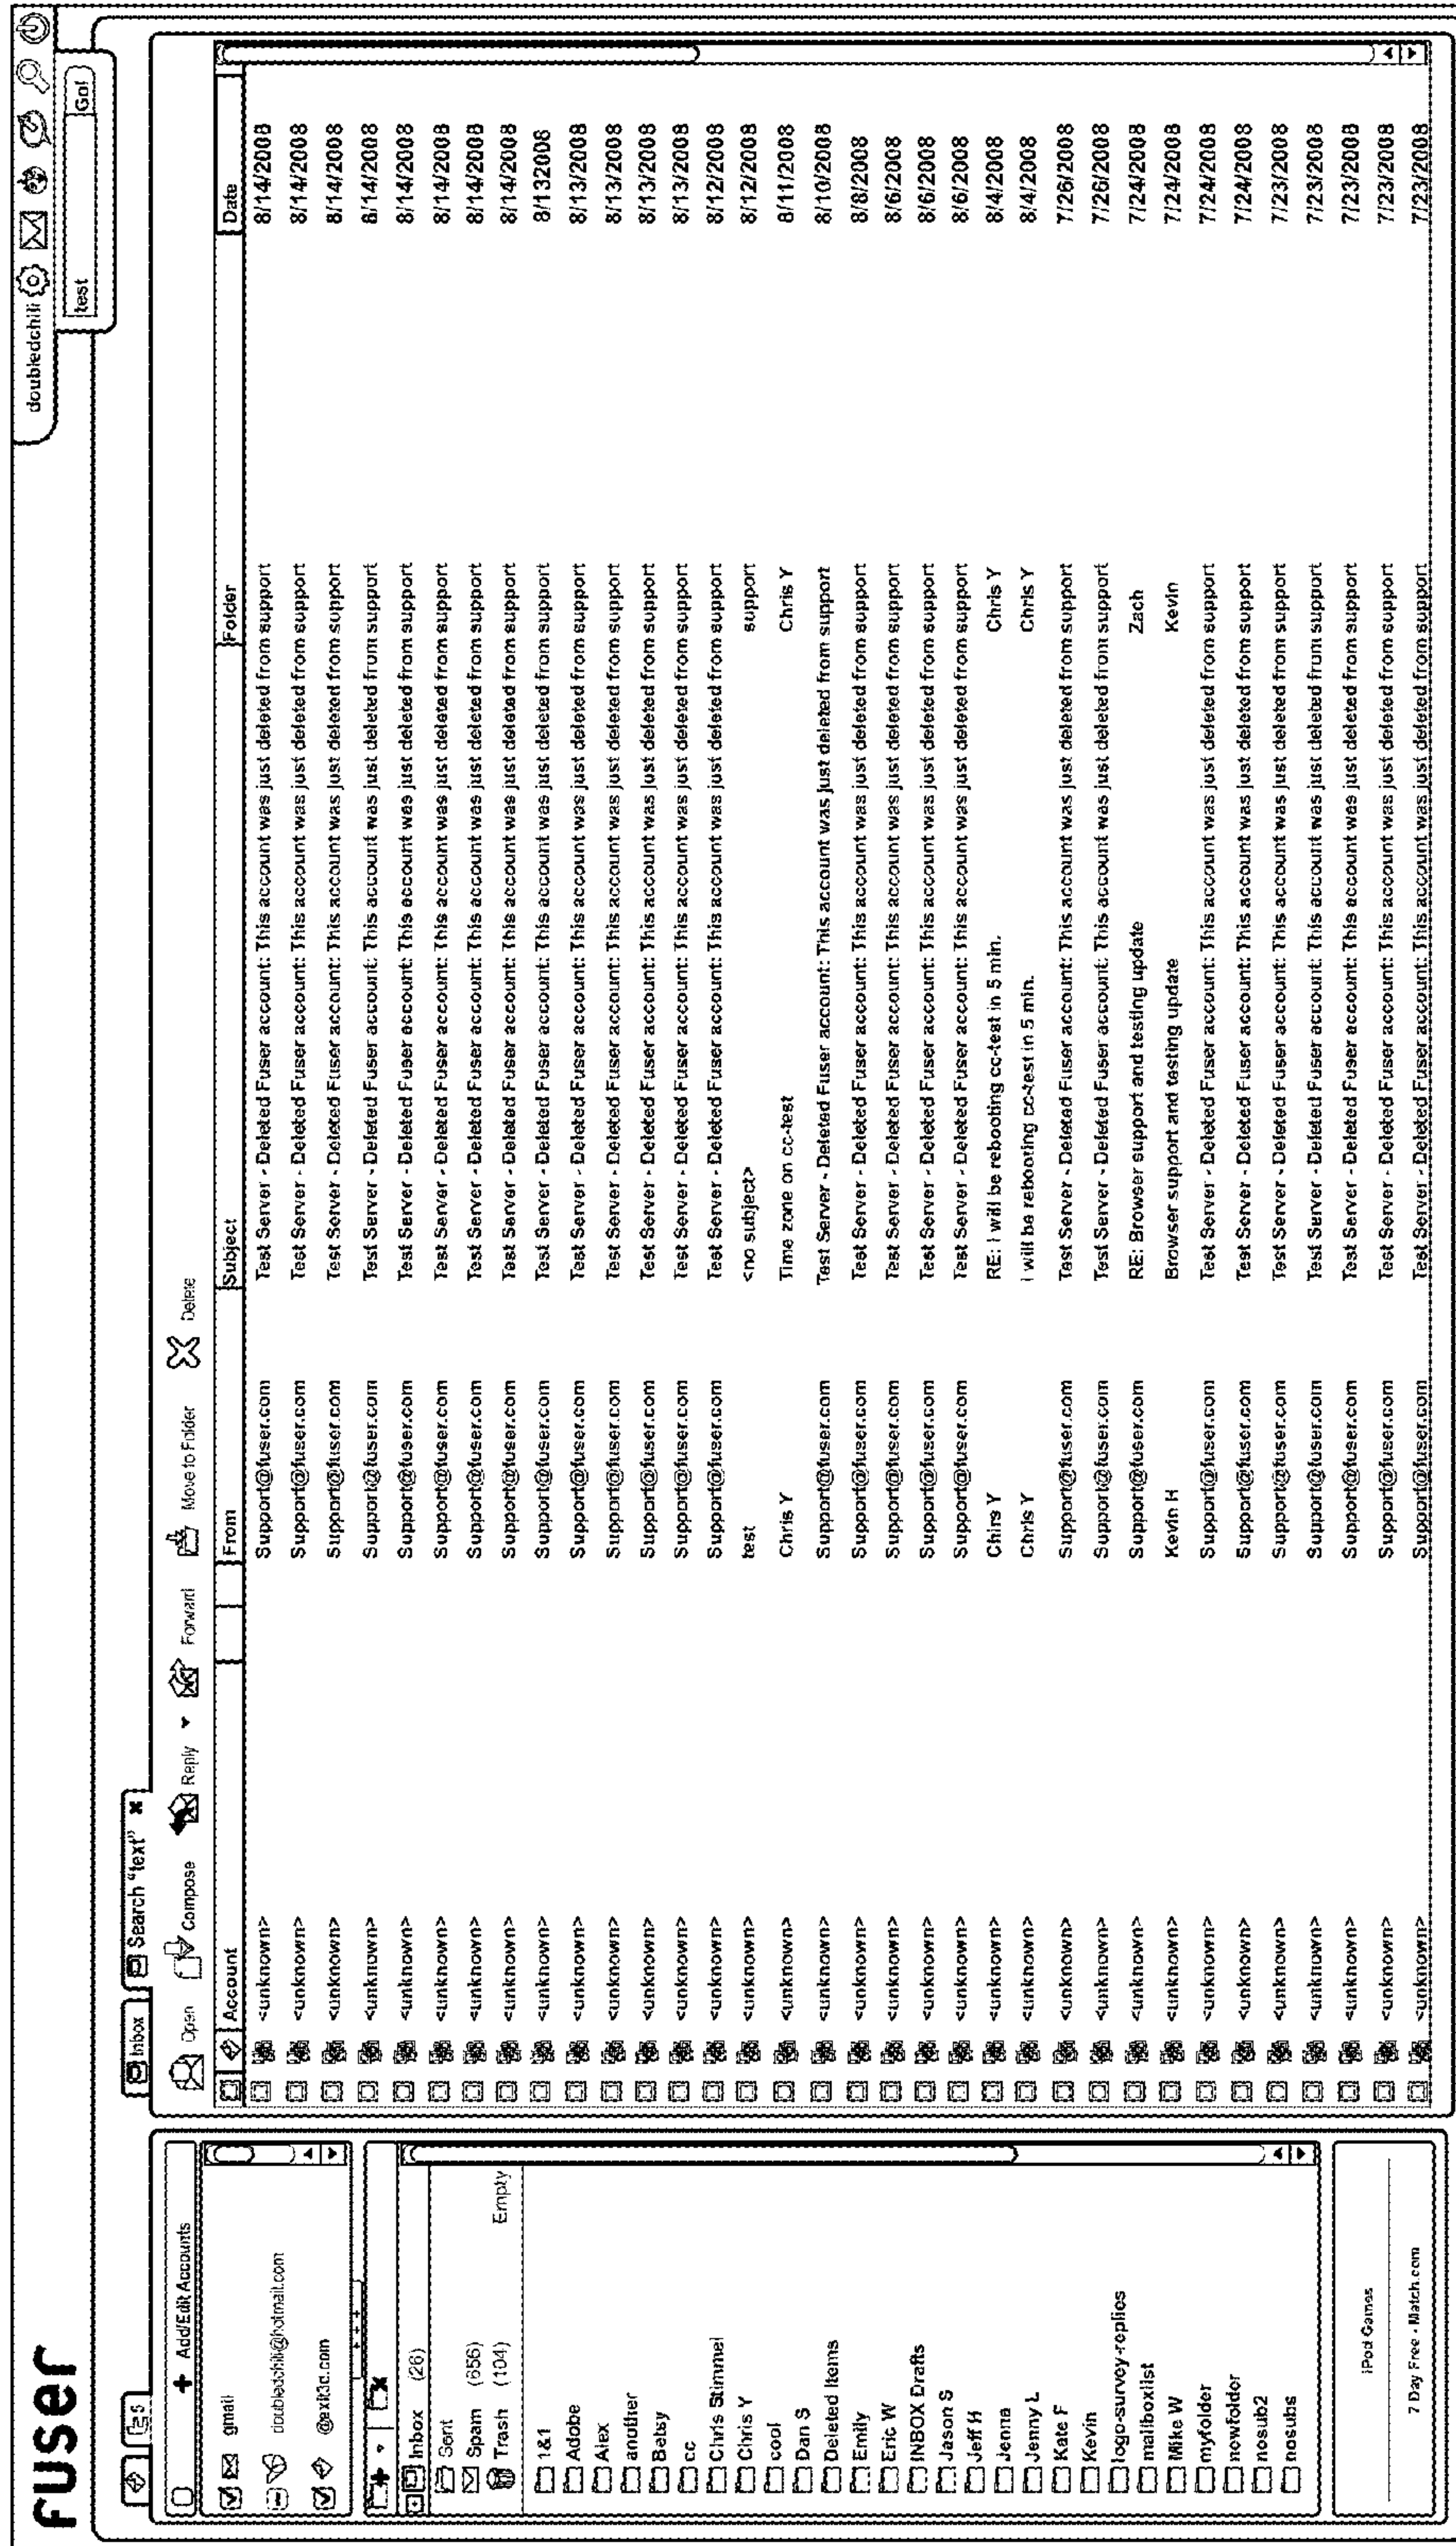 fuser
doubledchili
test Go!
5
Inbox Search "text" x
+ Add/Edit Accounts
gmail
doubledchili@hotmail.com
@exit3c.com
Inbox (26)
Sent
Spam (656)
Trash (104) Empty
1&1
Adobe
Alex
another
Betsy
cc
Chris Stimmel
Chris Y
cool
Dan S
Deleted Items
Emily
Eric W
INBOX Drafts
Jason S
Jeff H
Jenna
Jenny L
Kate F
Kevin
logo-survey-replies
mailboxlist
Mike W
myfolder
newfolder
nosub2
nosubs
iPod Games
7 Day Free - Match.com
Open Compose Reply Forward Move to Folder Delete
Account From Subject Folder Date
<unknown> Support@fuser.com Test Server - Deleted Fuser account: This account was just deleted from support 8/14/2008
<unknown> Support@fuser.com Test Server - Deleted Fuser account: This account was just deleted from support 8/14/2008
<unknown> Support@fuser.com Test Server - Deleted Fuser account: This account was just deleted from support 8/14/2008
<unknown> Support@fuser.com Test Server - Deleted Fuser account: This account was just deleted from support 8/14/2008
<unknown> Support@fuser.com Test Server - Deleted Fuser account: This account was just deleted from support 8/14/2008
<unknown> Support@fuser.com Test Server - Deleted Fuser account: This account was just deleted from support 8/14/2008
<unknown> Support@fuser.com Test Server - Deleted Fuser account: This account was just deleted from support 8/14/2008
<unknown> Support@fuser.com Test Server - Deleted Fuser account: This account was just deleted from support 8/14/2008
<unknown> Support@fuser.com Test Server - Deleted Fuser account: This account was just deleted from support 8/132008
<unknown> Support@fuser.com Test Server - Deleted Fuser account: This account was just deleted from support 8/13/2008
<unknown> Support@fuser.com Test Server - Deleted Fuser account: This account was just deleted from support 8/13/2008
<unknown> Support@fuser.com Test Server - Deleted Fuser account: This account was just deleted from support 8/13/2008
<unknown> Support@fuser.com Test Server - Deleted Fuser account: This account was just deleted from support 8/13/2008
<unknown> Support@fuser.com Test Server - Deleted Fuser account: This account was just deleted from support 8/12/2008
<unknown> test <no subject> support 8/12/2008
<unknown> Chris Y Time zone on cc-test Chris Y 8/11/2008
<unknown> Support@fuser.com Test Server - Deleted Fuser account: This account was just deleted from support 8/10/2008
<unknown> Support@fuser.com Test Server - Deleted Fuser account: This account was just deleted from support 8/8/2008
<unknown> Support@fuser.com Test Server - Deleted Fuser account: This account was just deleted from support 8/6/2008
<unknown> Support@fuser.com Test Server - Deleted Fuser account: This account was just deleted from support 8/6/2008
<unknown> Support@fuser.com Test Server - Deleted Fuser account: This account was just deleted from support 8/6/2008
<unknown> Chirs Y RE: I will be rebooting cc-test in 5 min. Chris Y 8/4/2008
<unknown> Chris Y I will be rebooting cc-test in 5 min. Chris Y 8/4/2008
<unknown> Support@fuser.com Test Server - Deleted Fuser account: This account was just deleted from support 7/26/2008
<unknown> Support@fuser.com Test Server - Deleted Fuser account: This account was just deleted from support 7/26/2008
<unknown> Support@fuser.com RE: Browser support and testing update Zach 7/24/2008
<unknown> Kevin H Browser support and testing update Kevin 7/24/2008
<unknown> Support@fuser.com Test Server - Deleted Fuser account: This account was just deleted from support 7/24/2008
<unknown> Support@fuser.com Test Server - Deleted Fuser account: This account was just deleted from support 7/24/2008
<unknown> Support@fuser.com Test Server - Deleted Fuser account: This account was just deleted from support 7/23/2008
<unknown> Support@fuser.com Test Server - Deleted Fuser account: This account was just deleted from support 7/23/2008
<unknown> Support@fuser.com Test Server - Deleted Fuser account: This account was just deleted from support 7/23/2008
<unknown> Support@fuser.com Test Server - Deleted Fuser account: This account was just deleted from support 7/23/2008
<unknown> Support@fuser.com Test Server - Deleted Fuser account: This account was just deleted from support 7/23/2008